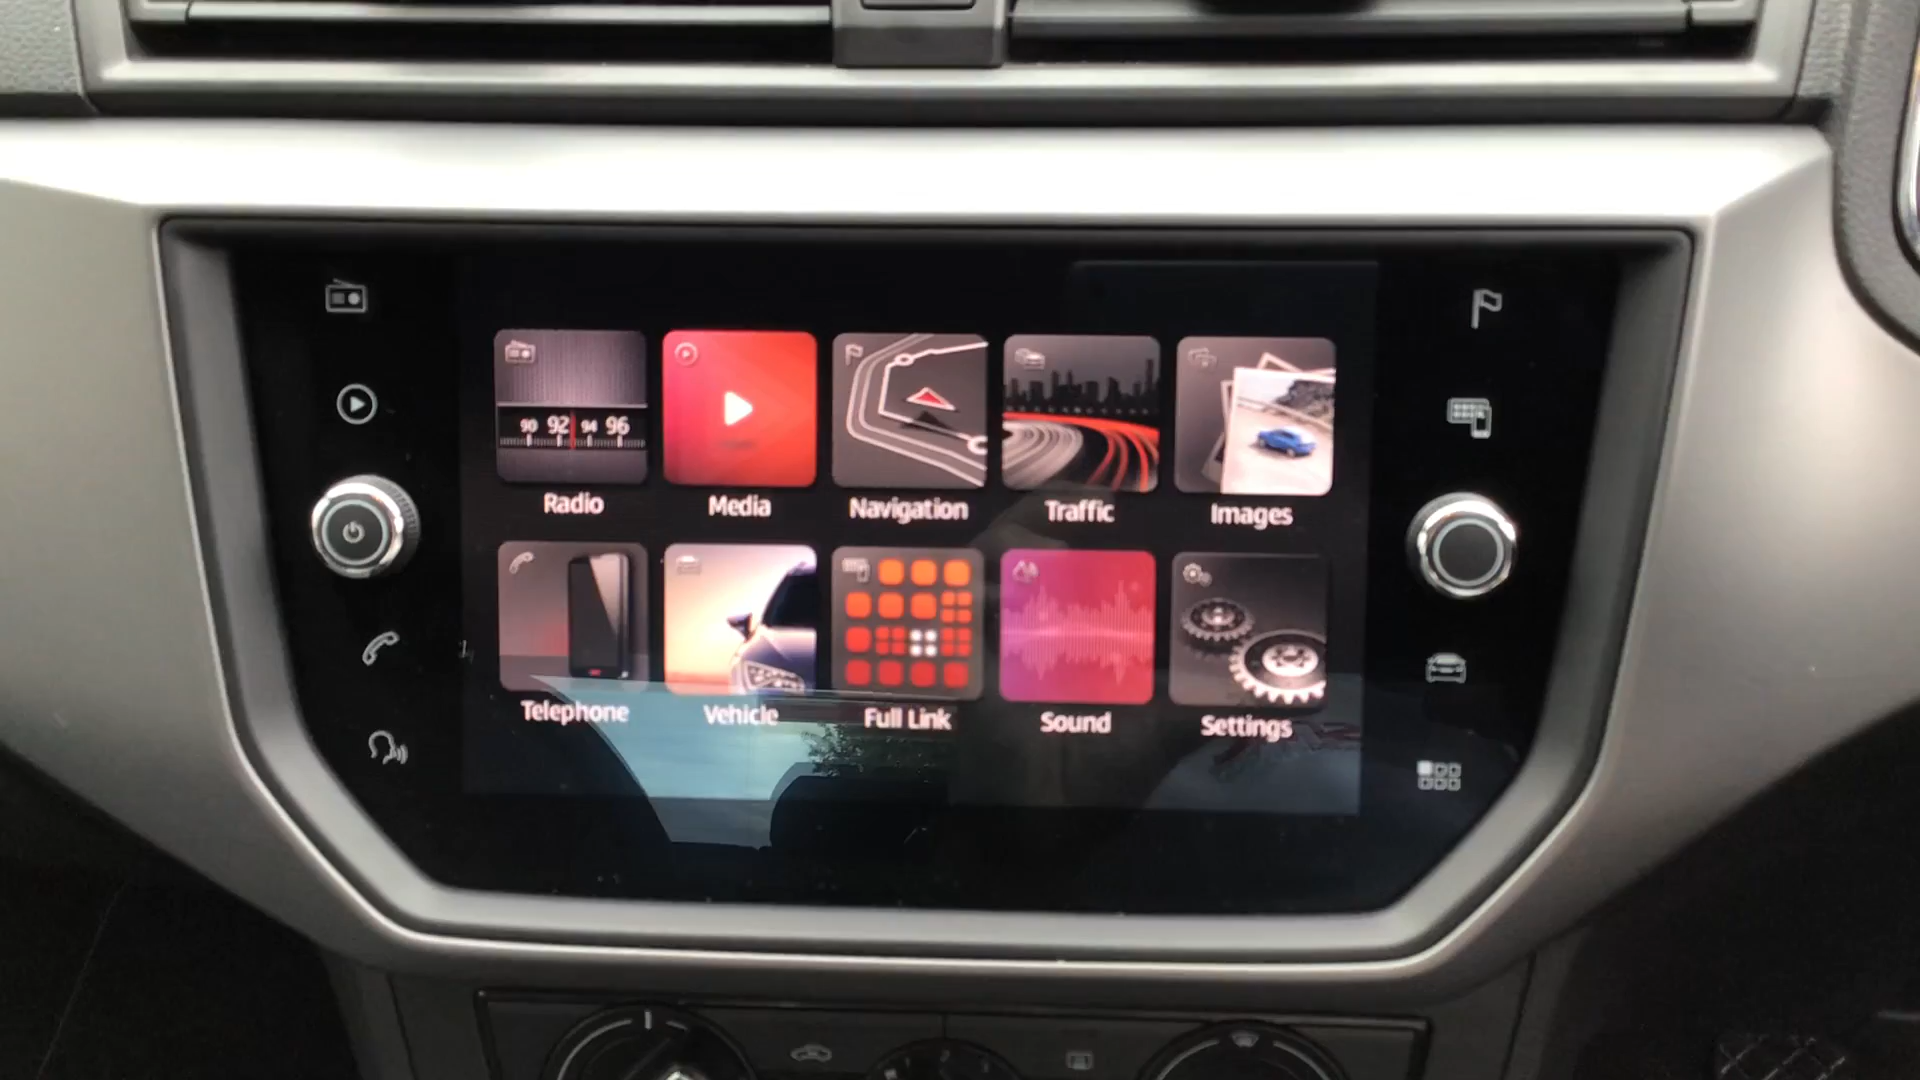 90 92 94 96
Radio
Media
Navigation
Traffic
Images
Telephone
Vehicle
Full Link
Sound
Settings